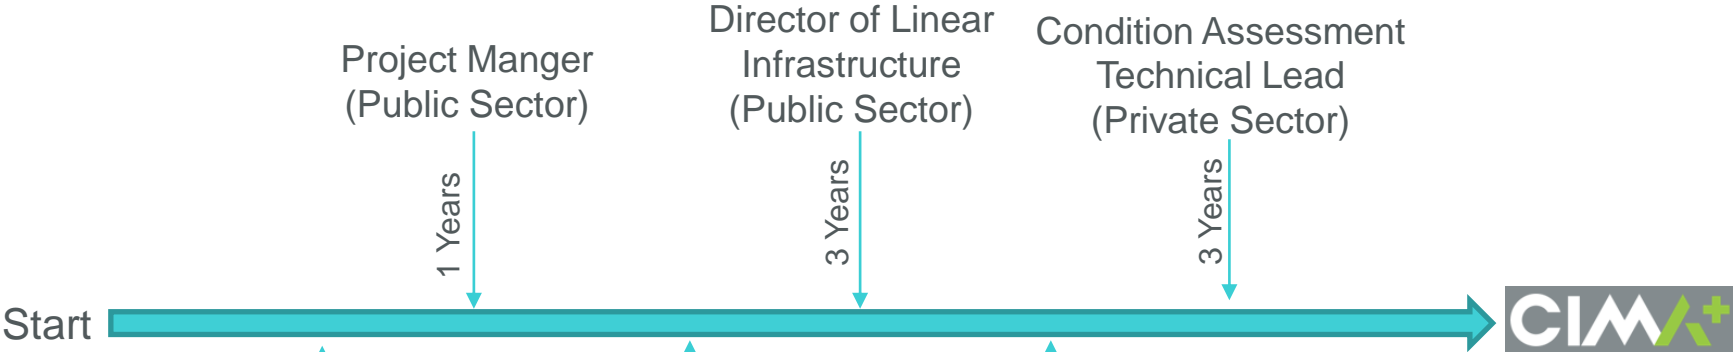 Project Manger
(Public Sector)
Director of Linear
Infrastructure
(Public Sector)
Condition Assessment
Technical Lead
(Private Sector)
1 Years
3 Years
3 Years
Start
CIMA+